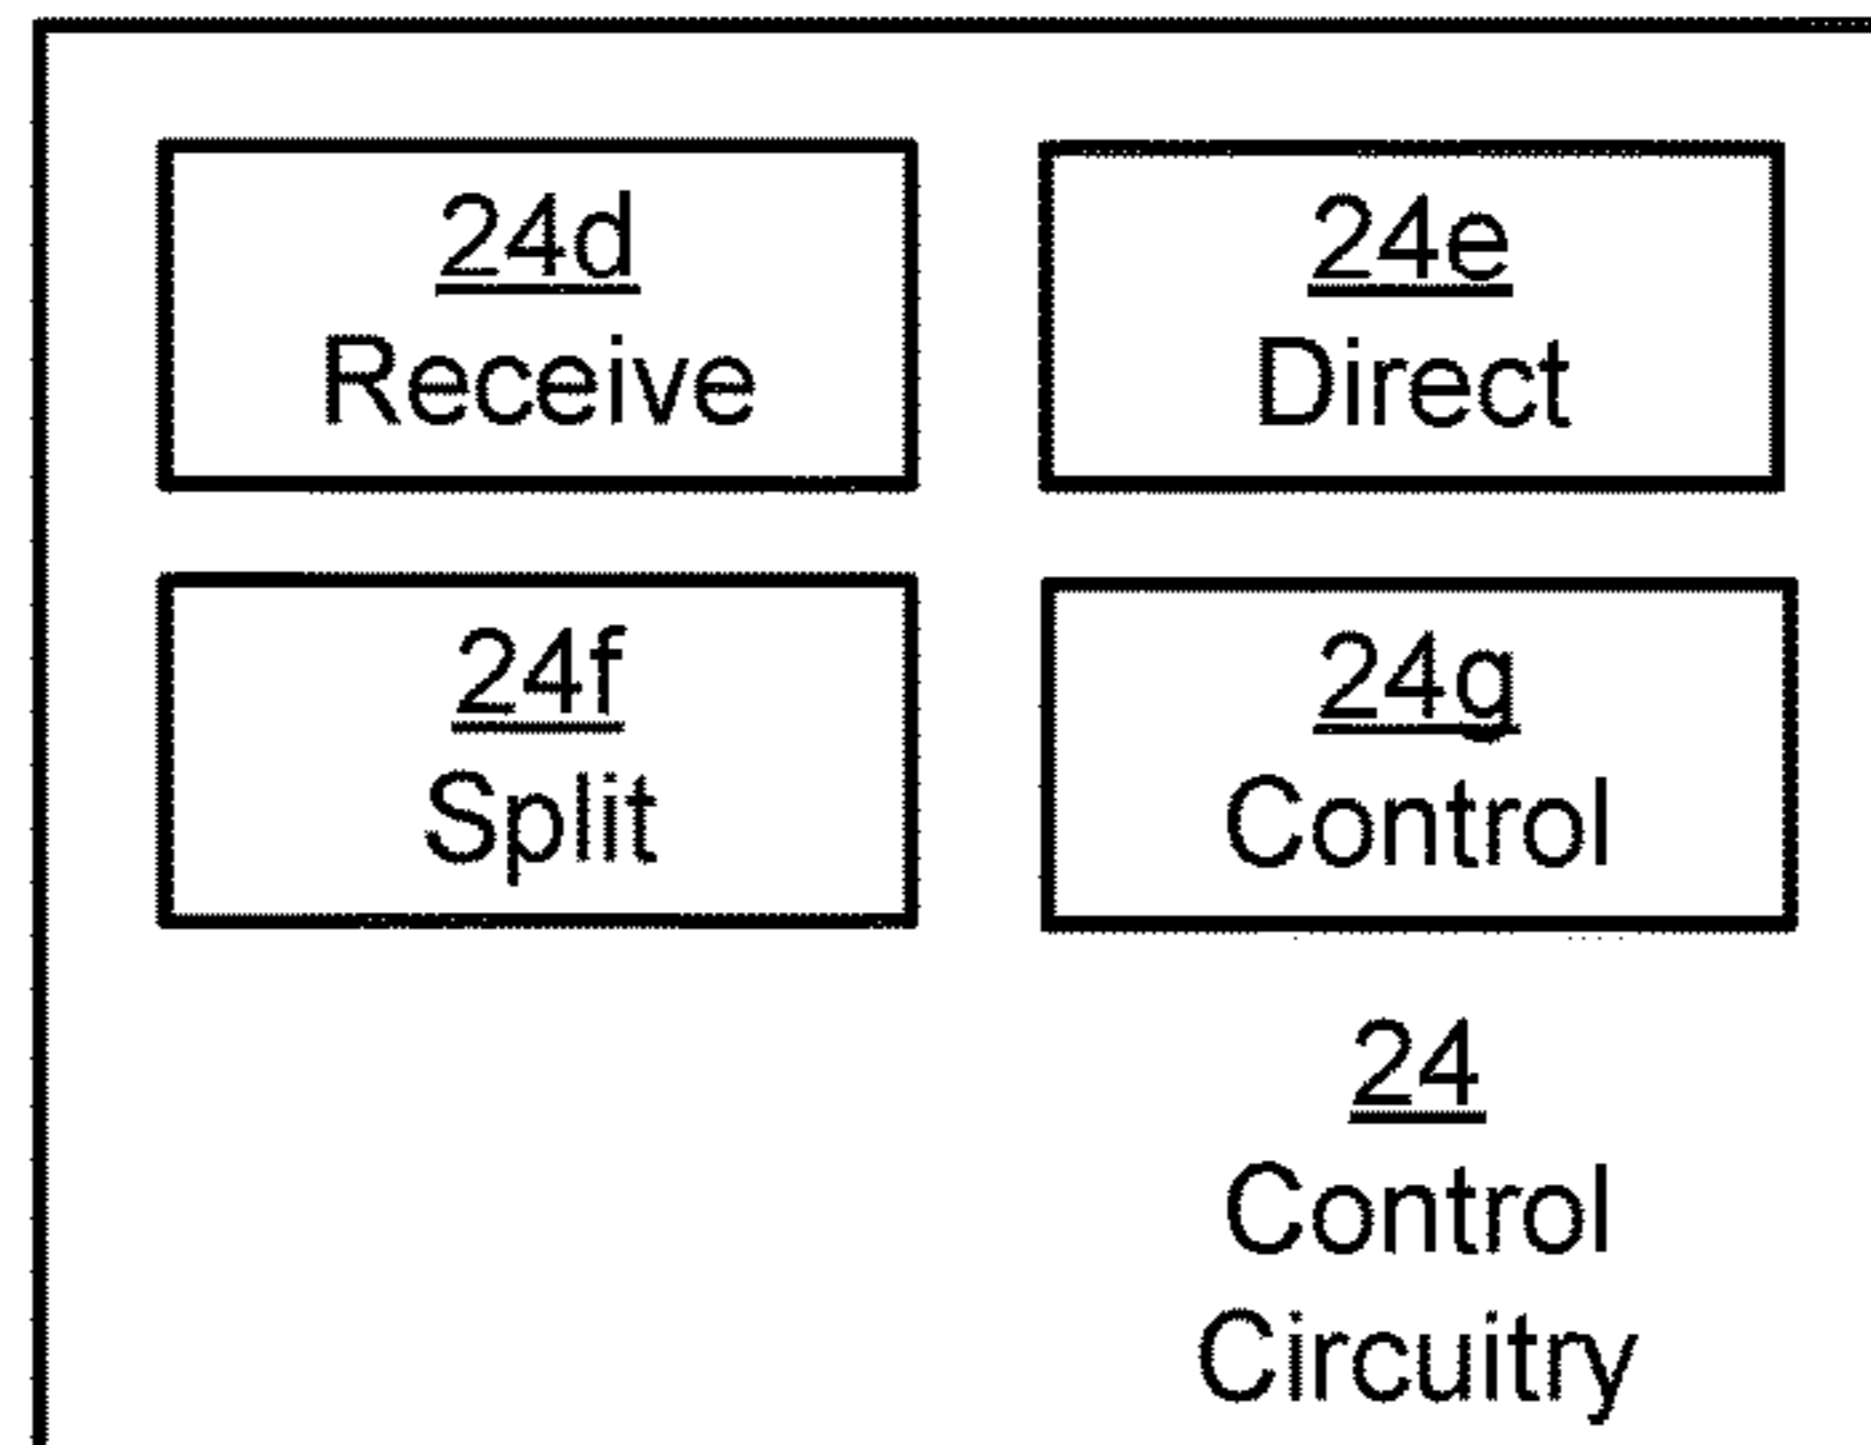 24d
Receive
24e
Direct
24f
Split
24g
Control
24
Control
Circuitry